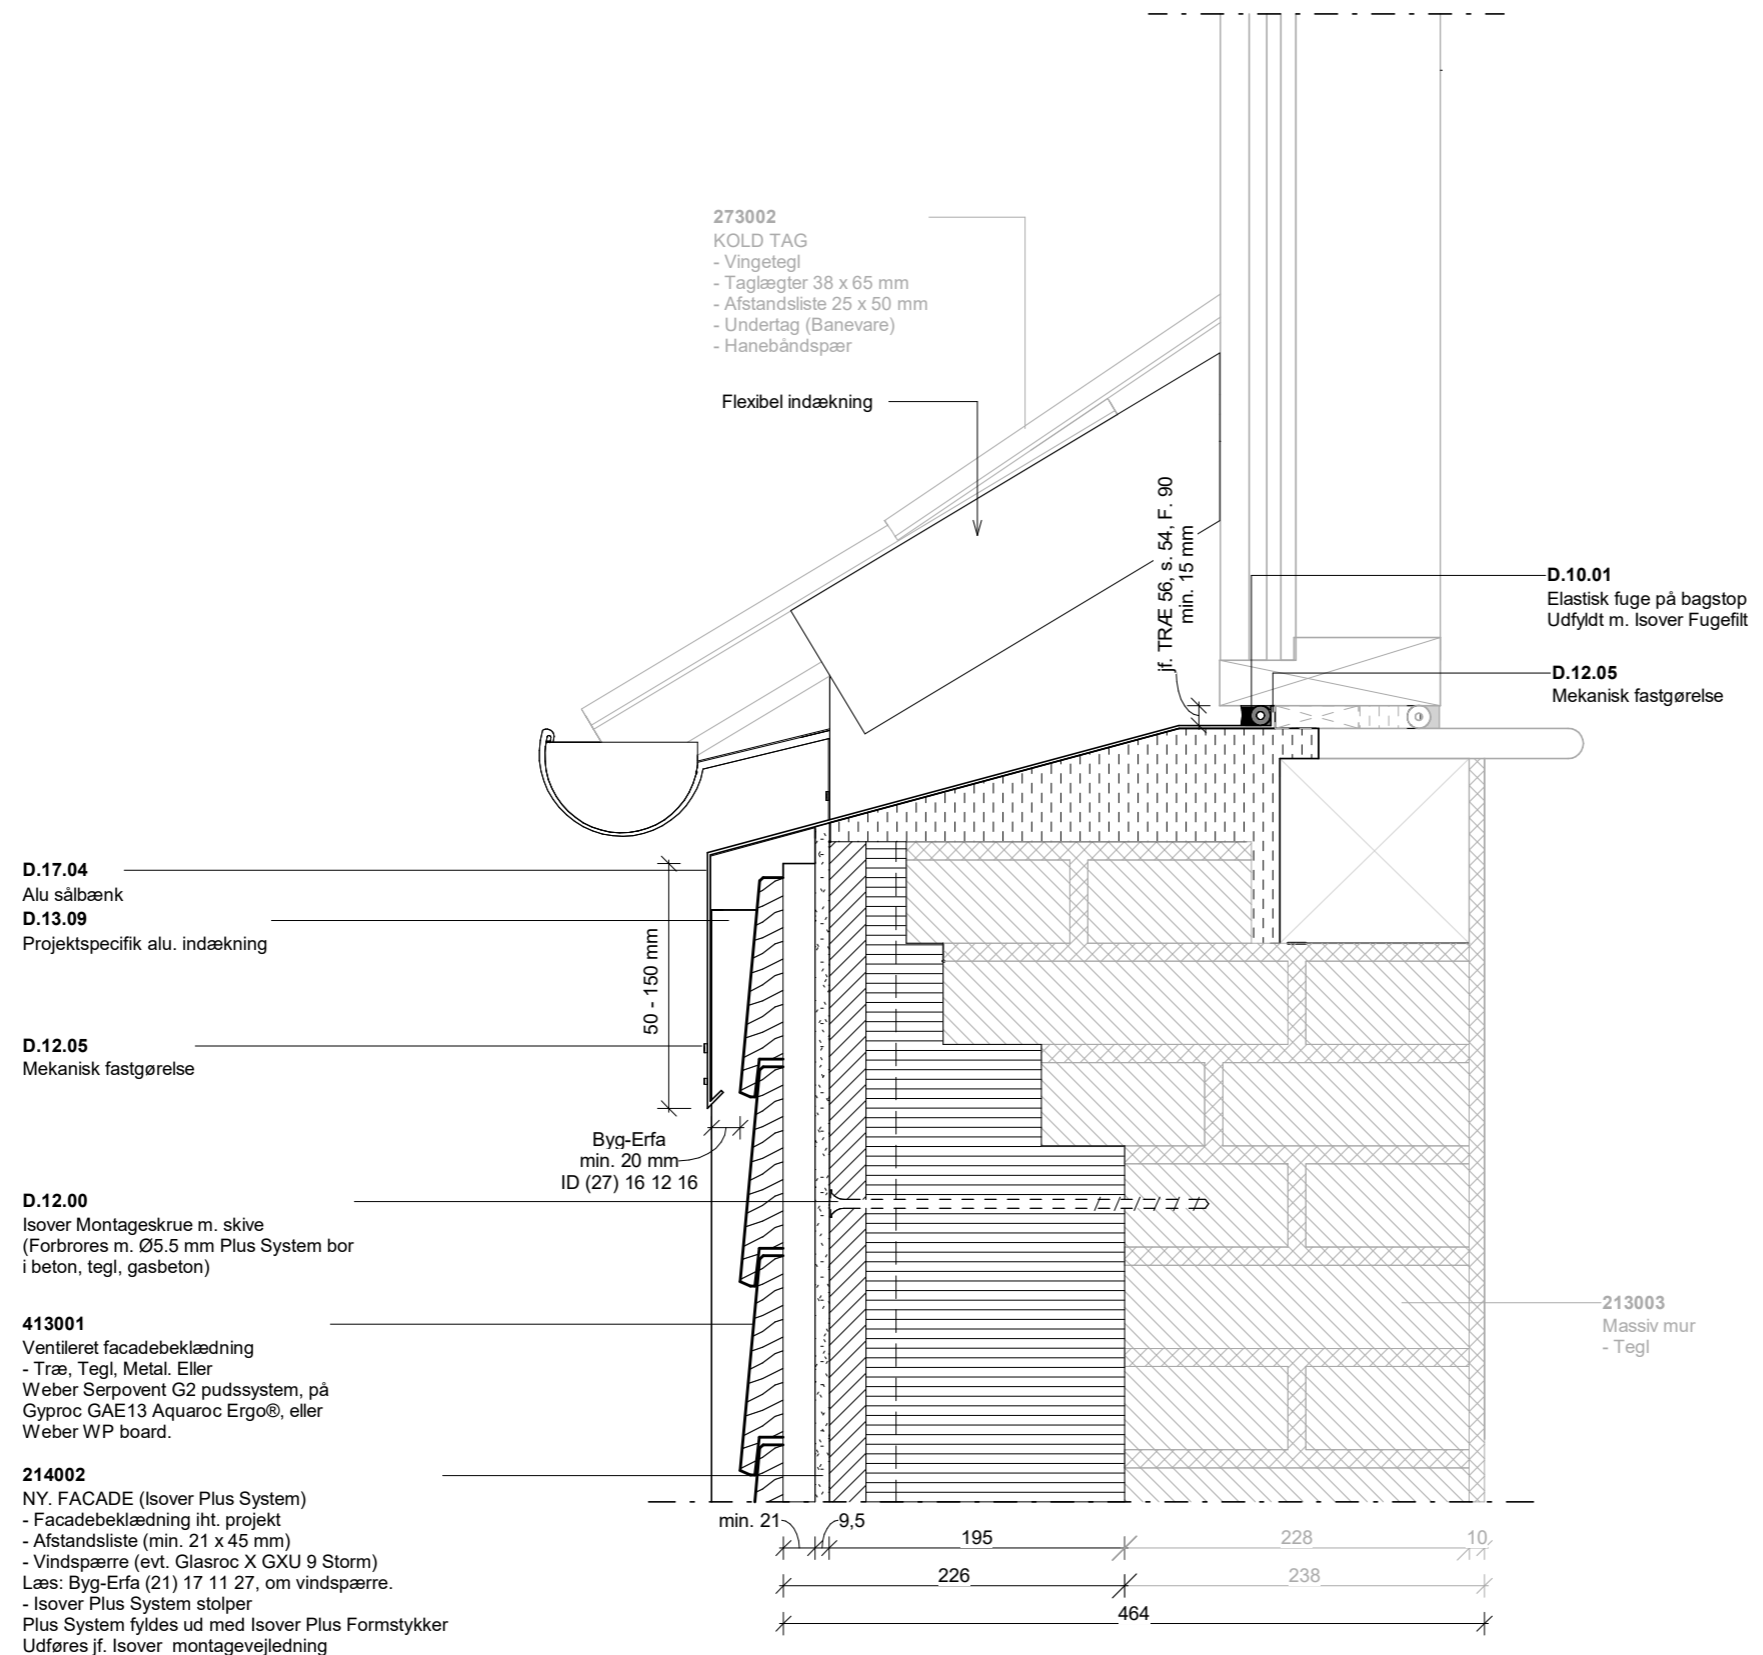 273002
KOLD TAG
- Vingetegl
- Taglægter 38 x 65 mm
- Afstandsliste 25 x 50 mm
- Undertag (Banevare)
- Hanebåndspær
Flexibel indækning
jf. TRÆ 56, s. 54, F. 90
min. 15 mm
D.10.01
Elastisk fuge på bagstop
Udfyldt m. Isover Fugefilt
D.12.05
Mekanisk fastgørelse
D.17.04
Alu sålbænk
D.13.09
Projektspecifik alu. indækning
50 - 150 mm
D.12.05
Mekanisk fastgørelse
Byg-Erfa
min. 20 mm
ID (27) 16 12 16
D.12.00
Isover Montageskrue m. skive
(Forbrores m. Ø5.5 mm Plus System bor
i beton, tegl, gasbeton)
213003
Massiv mur
- Tegl
413001
Ventileret facadebeklædning
- Træ, Tegl, Metal. Eller
Weber Serpovent G2 pudssystem, på
Gyproc GAE13 Aquaroc Ergo®, eller
Weber WP board.
214002
NY. FACADE (Isover Plus System)
- Facadebeklædning iht. projekt
- Afstandsliste (min. 21 x 45 mm)
- Vindspærre (evt. Glasroc X GXU 9 Storm)
Læs: Byg-Erfa (21) 17 11 27, om vindspærre.
- Isover Plus System stolper
Plus System fyldes ud med Isover Plus Formstykker
Udføres jf. Isover montagevejledning
min. 21 9,5 195 228 10
226 238
464